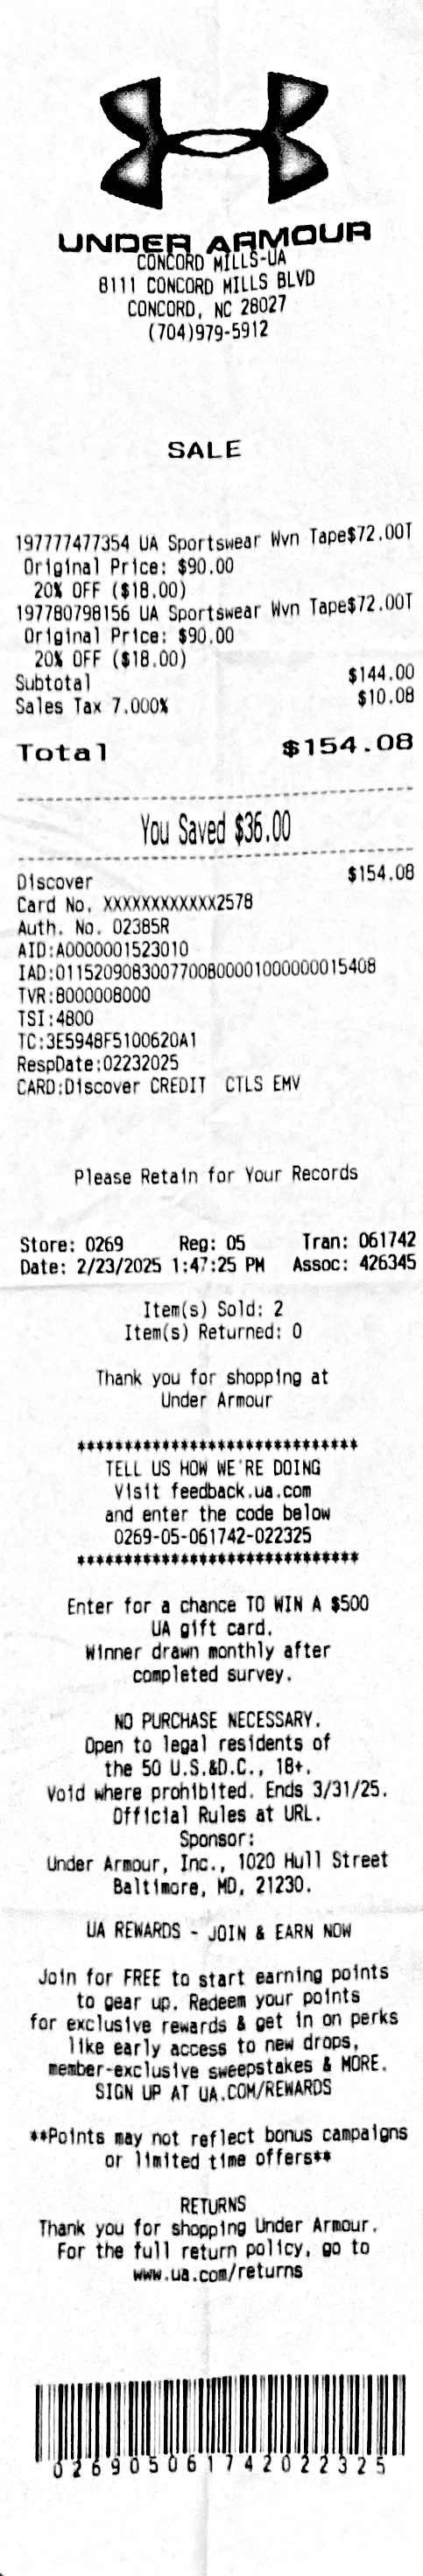 UNDER ARMOUR
CONCORD MILLS-UA
8111 CONCORD MILLS BLVD
CONCORD, NC 28027
(704)979-5912
SALE
197777477354 UA Sportswear Wvn Tape$72.00T
Original Price: $90.00
20% OFF ($18.00)
197780798156 UA Sportswear Wvn Tape$72.00T
Original Price: $90.00
20% OFF ($18.00)
Subtotal $144.00
Sales Tax 7.000% $10.08
Total $154.08
You Saved $36.00
Discover $154.08
Card No. XXXXXXXXXXXX2578
Auth. No. 02385R
AID:A0000001523010
IAD:01152090830077008000010000000015408
TVR:8000008000
TSI:4800
TC:3E5948F5100620A1
RespDate:02232025
CARD:Discover CREDIT CTLS EMV
Please Retain for Your Records
Store: 0269 Reg: 05 Tran: 061742
Date: 2/23/2025 1:47:25 PM Assoc: 426345
Item(s) Sold: 2
Item(s) Returned: 0
Thank you for shopping at
Under Armour
******************************
TELL US HOW WE'RE DOING
Visit feedback.ua.com
and enter the code below
0269-05-061742-022325
******************************
Enter for a chance TO WIN A $500
UA gift card.
Winner drawn monthly after
completed survey.
NO PURCHASE NECESSARY.
Open to legal residents of
the 50 U.S.&D.C., 18+.
Void where prohibited. Ends 3/31/25.
Official Rules at URL.
Sponsor:
Under Armour, Inc., 1020 Hull Street
Baltimore, MD, 21230.
UA REWARDS - JOIN & EARN NOW
Join for FREE to start earning points
to gear up. Redeem your points
for exclusive rewards & get in on perks
like early access to new drops,
member-exclusive sweepstakes & MORE.
SIGN UP AT UA.COM/REWARDS
**Points may not reflect bonus campaigns
or limited time offers**
RETURNS
Thank you for shopping Under Armour.
For the full return policy, go to
www.ua.com/returns
026905061742022325